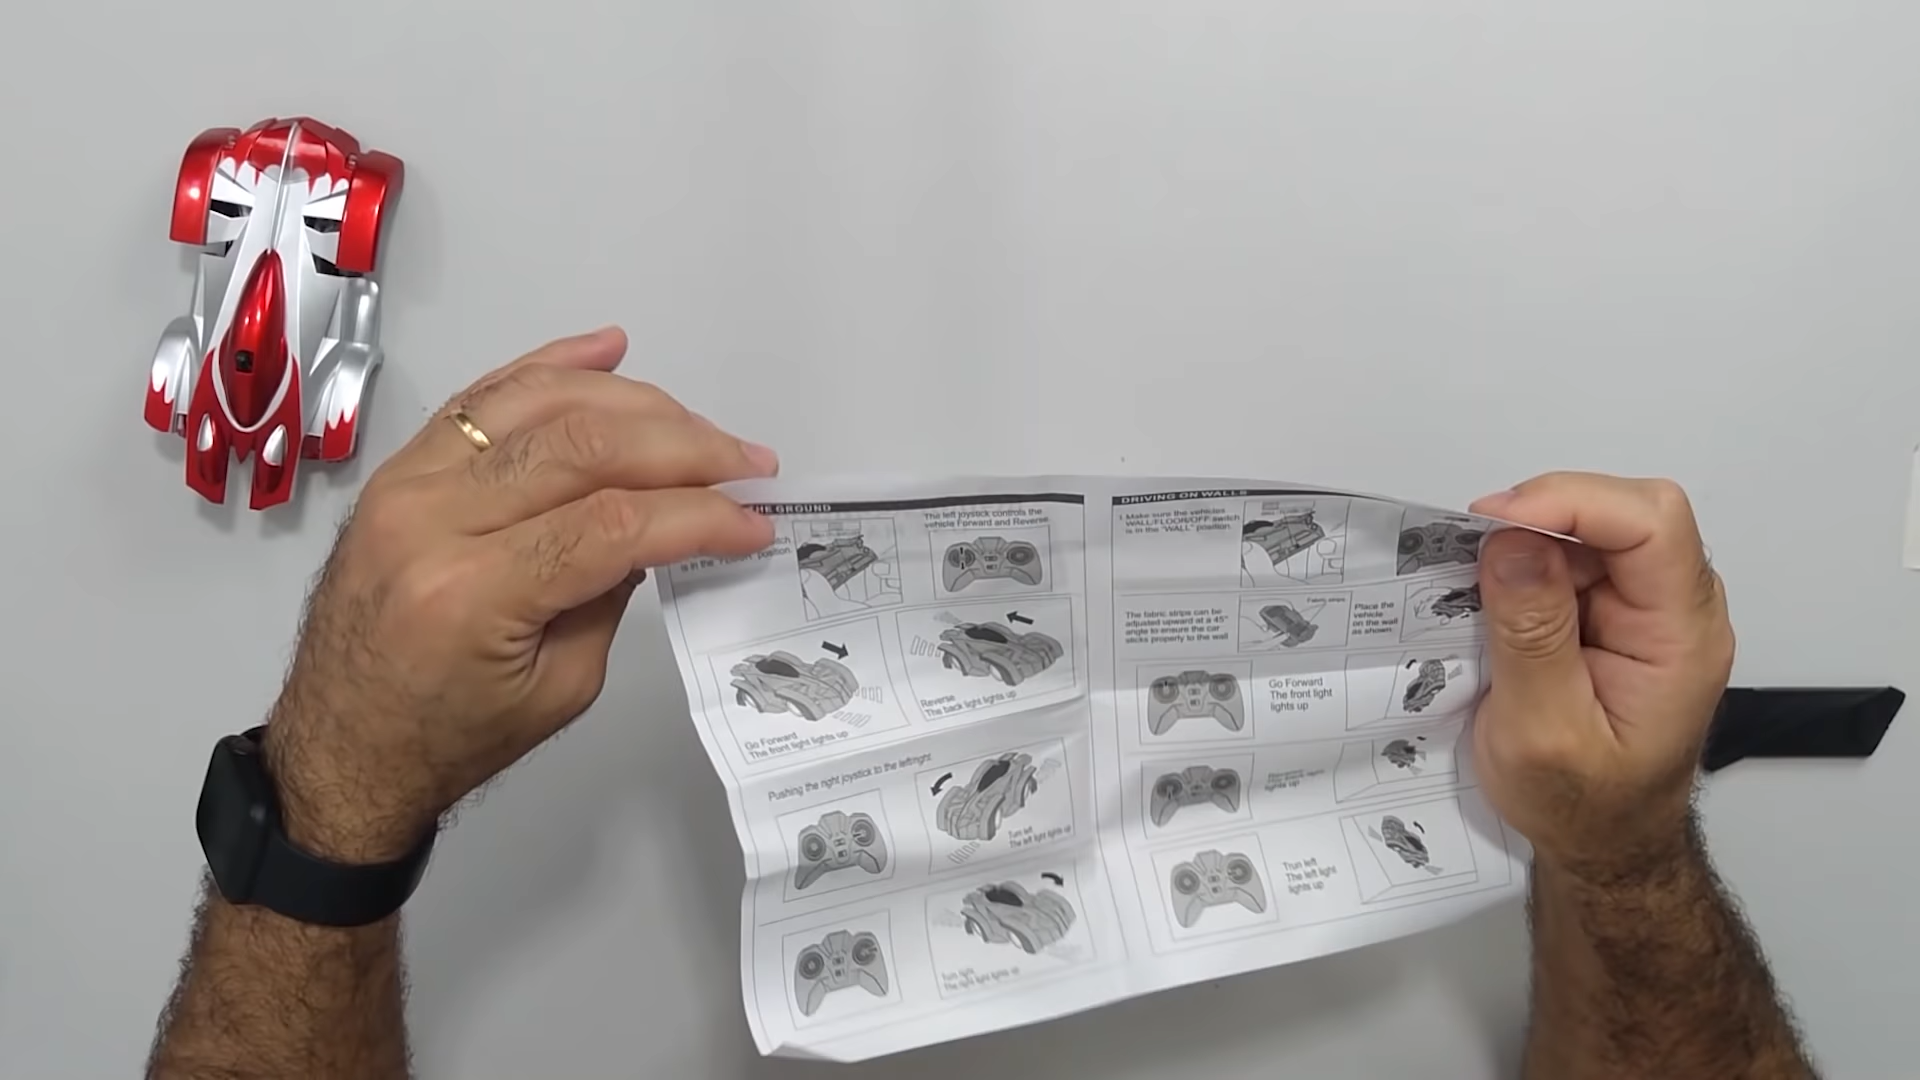 HE GROUND
The left joystick controls the
vehicle Forward and Reverse
is in the position.
Go Forward
The front light lights up
Reverse
The back light lights up
Pushing the right joystick to the left/right
Turn left
The left light lights up
Turn right
The right light lights up
DRIVING ON WALLS
1 Make sure the vehicles
WALL/FLOOR/OFF switch
is in the "WALL" position.
The fabric strips can be
adjusted upward at a 45°
angle to ensure the car
sticks properly to the wall
Fabric strips
Place the
vehicle
on the wall
as shown.
Go Forward
The front light
lights up
lights up
Trun left
The left light
lights up